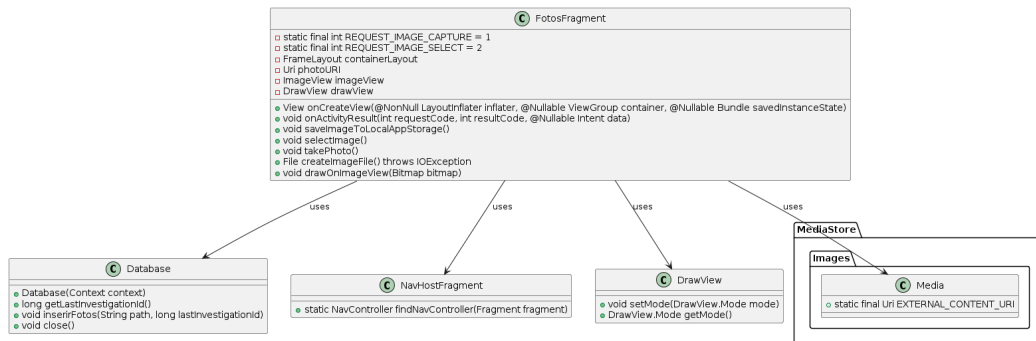 C FotosFragment
static final int REQUEST_IMAGE_CAPTURE = 1
static final int REQUEST_IMAGE_SELECT = 2
FrameLayout containerLayout
Uri photoURI
ImageView imageView
DrawView drawView
View onCreateView(@NonNull LayoutInflater inflater, @Nullable ViewGroup container, @Nullable Bundle savedInstanceState)
void onActivityResult(int requestCode, int resultCode, @Nullable Intent data)
void saveImageToLocalAppStorage()
void selectImage()
void takePhoto()
File createImageFile() throws IOException
void drawOnImageView(Bitmap bitmap)
uses
uses
uses
uses
C Database
Database(Context context)
long getLastInvestigationId()
void inserirFotos(String path, long lastInvestigationId)
void close()
C NavHostFragment
static NavController findNavController(Fragment fragment)
C DrawView
void setMode(DrawView.Mode mode)
DrawView.Mode getMode()
MediaStore
Images
C Media
static final Uri EXTERNAL_CONTENT_URI